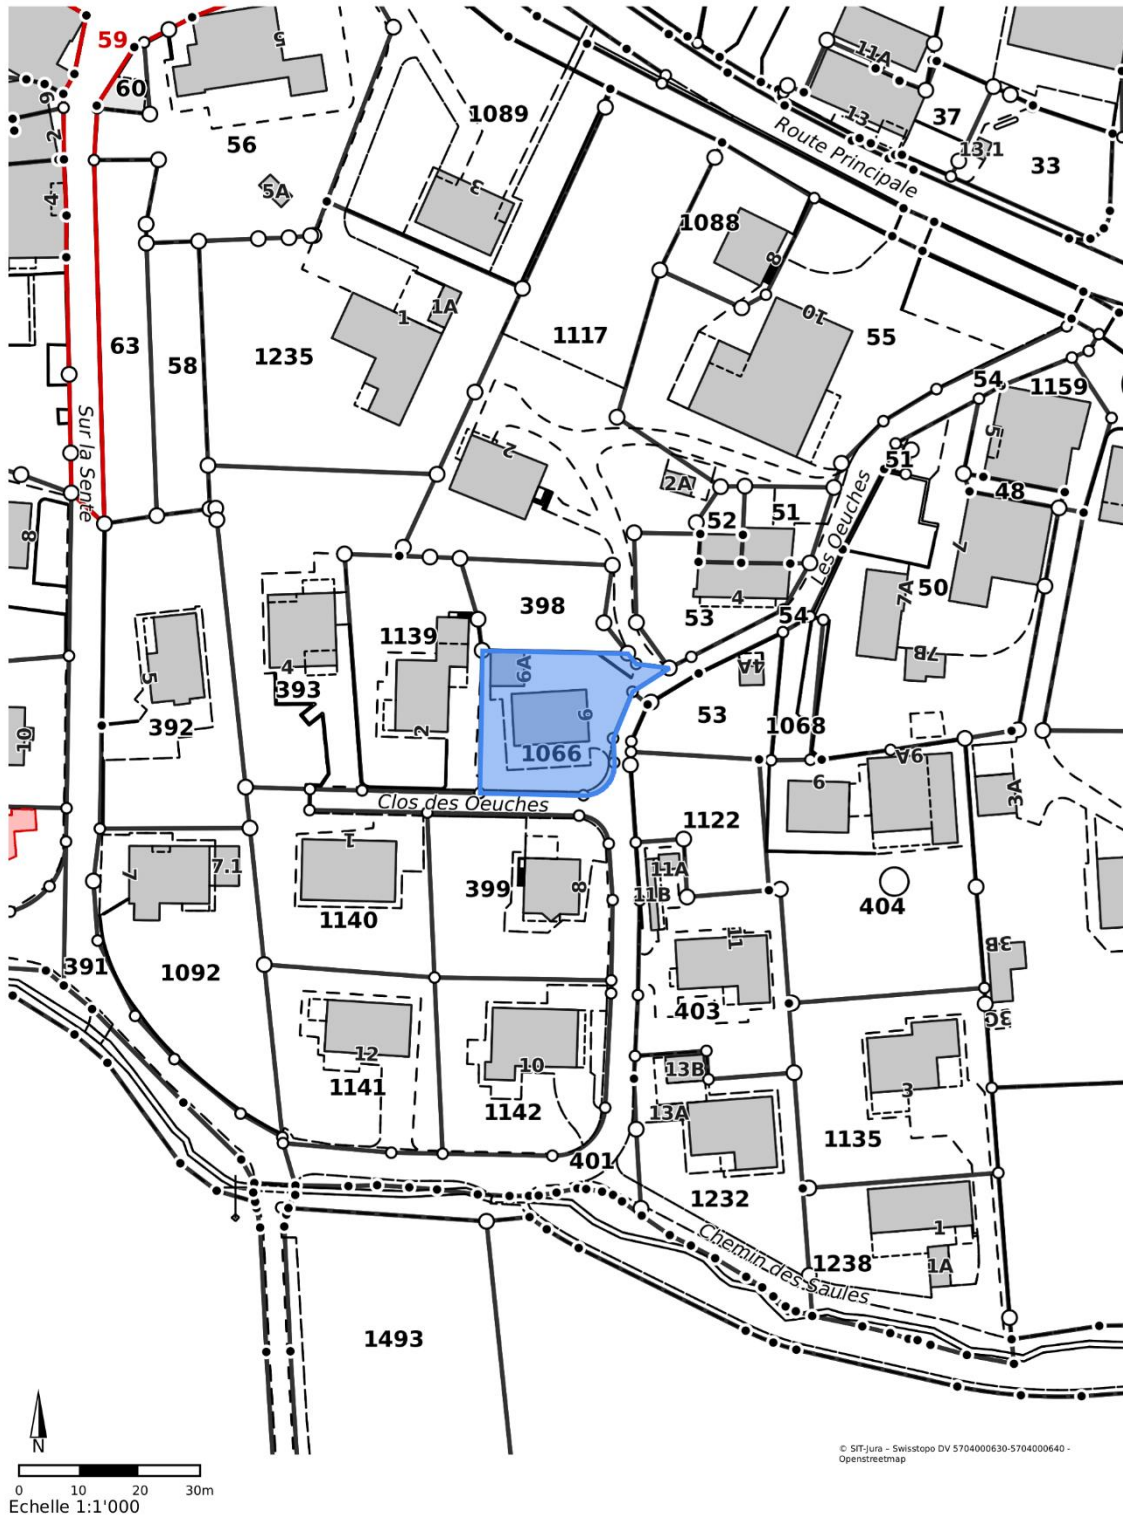 59
5
60
11A
1089
13
37
6
2
Route Principale
56
13.1
33
5A
4
3
1088
8
1A
1
10
1117
55
63
58
1235
54
1159
Sur la Sente
2
5
51
2A
48
52
51
8
Les Oeuches
7
4
50
7A
398
53
54
1139
7B
4
6A
4A
5
393
6
53
392
2
1068
10
1066
9
9A
3A
Clos des Oeuches
1122
1
7
7.1
11A
399
8
11B
404
1140
11
3B
391
1092
403
3C
12
10
13B
3
1141
1142
13A
1135
401
1232
1
Chemin des Saules
1238
1A
1493
N
0 10 20 30m
Echelle 1:1'000
© SIT-Jura – Swisstopo DV 5704000630-5704000640 -
Openstreetmap